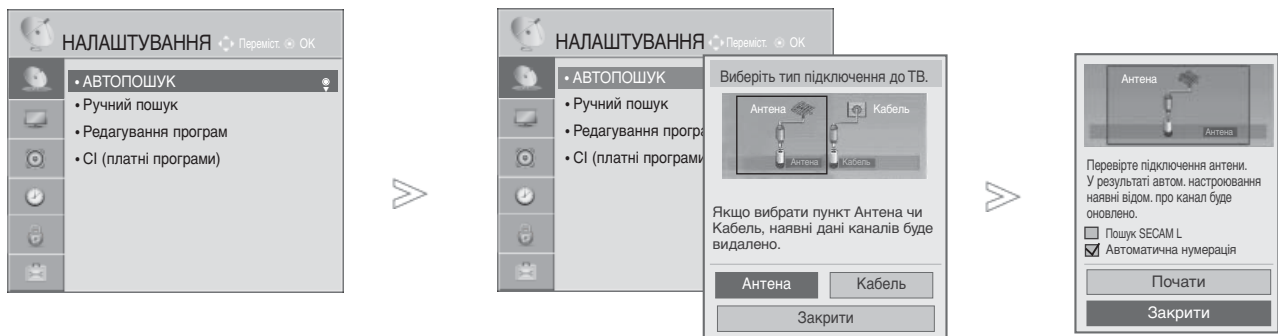 НАЛАШТУВАННЯ Переміст. OK
• АВТОПОШУК
• Ручний пошук
• Редагування програм
• CI (платні програми)
НАЛАШТУВАННЯ Переміст. OK
• АВТОПОШУК
• Ручний пошук
• Редагування програ
• CI (платні програми
Виберіть тип підключення до ТВ.
Антена Кабель
Антена Кабель
Якщо вибрати пункт Антена чи
Кабель, наявні дані каналів буде
видалено.
Антена Кабель
Закрити
Антена
Антена
Перевірте підключення антени.
У результаті автом. настроювання
наявні відом. про канал буде
оновлено.
Пошук SECAM L
Автоматична нумерація
Почати
Закрити